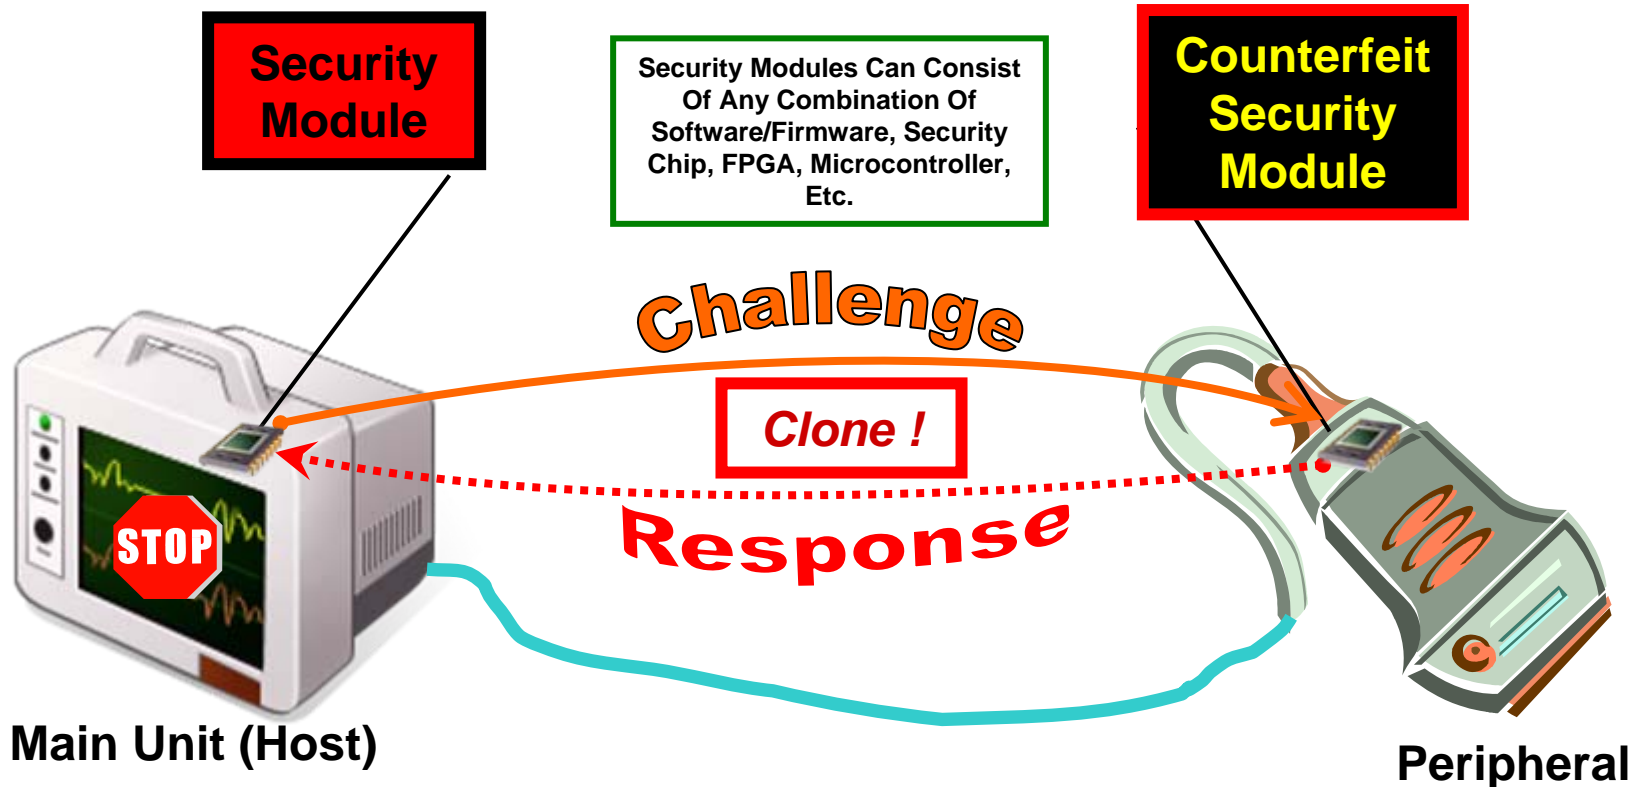 Security
Module
Security Modules Can Consist
Of Any Combination Of
Software/Firmware, Security
Chip, FPGA, Microcontroller,
Etc.
Counterfeit
Security
Module
Challenge
Clone !
Response
STOP
Main Unit (Host)
Peripheral